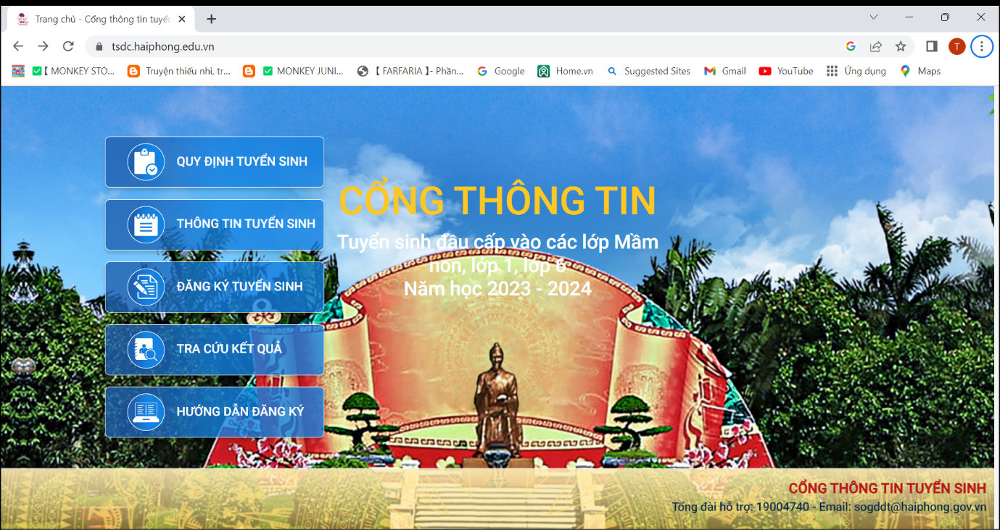 Trang chủ - Cổng thông tin tuyển
tsdc.haiphong.edu.vn
T
【 MONKEY STO...
Truyện thiếu nhi, tr...
MONKEY JUNI...
【 FARFARIA 】- Phần...
Google
Home.vn
Suggested Sites
Gmail
YouTube
Ứng dụng
Maps
QUY ĐỊNH TUYỂN SINH
THÔNG TIN TUYỂN SINH
ĐĂNG KÝ TUYỂN SINH
TRA CỨU KẾT QUẢ
HƯỚNG DẪN ĐĂNG KÝ
CỔNG THÔNG TIN
Tuyển sinh đầu cấp vào các lớp Mầm
non, lớp 1, lớp 6
Năm học 2023 - 2024
CỔNG THÔNG TIN TUYỂN SINH
Tổng đài hỗ trợ: 19004740 - Email: sogddt@haiphong.gov.vn